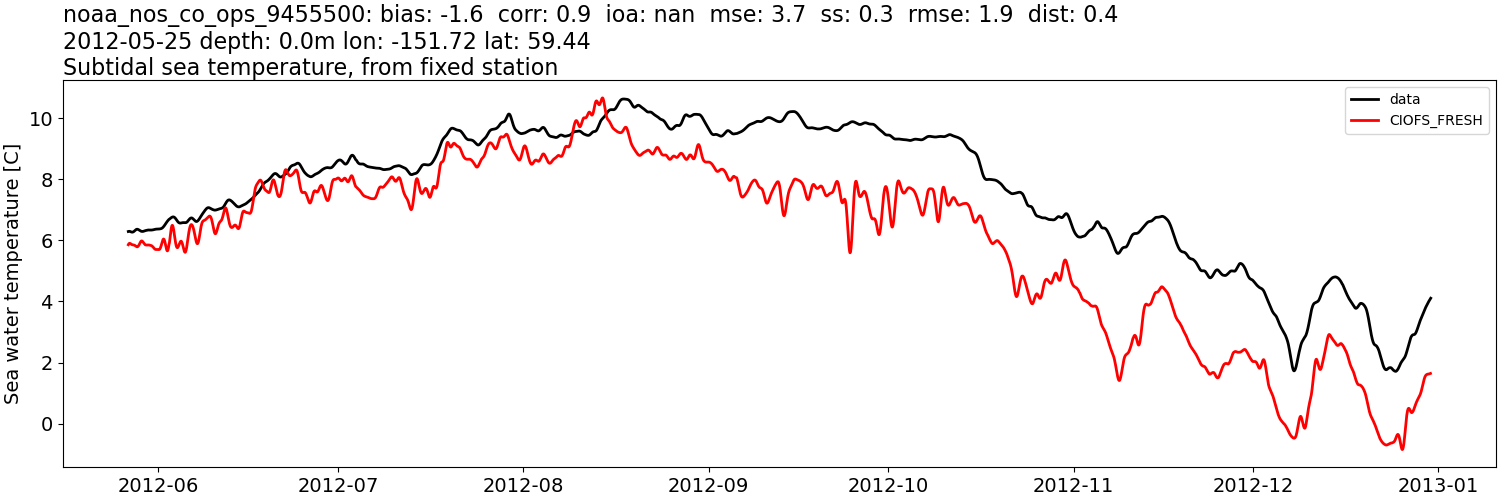 noaa_nos_co_ops_9455500: bias: -1.6  corr: 0.9  ioa: nan  mse: 3.7  ss: 0.3  rmse: 1.9  dist: 0.4
2012-05-25 depth: 0.0m lon: -151.72 lat: 59.44
Subtidal sea temperature, from fixed station
data
CIOFS_FRESH
Sea water temperature [C]
10
8
6
4
2
0
2012-06
2012-07
2012-08
2012-09
2012-10
2012-11
2012-12
2013-01